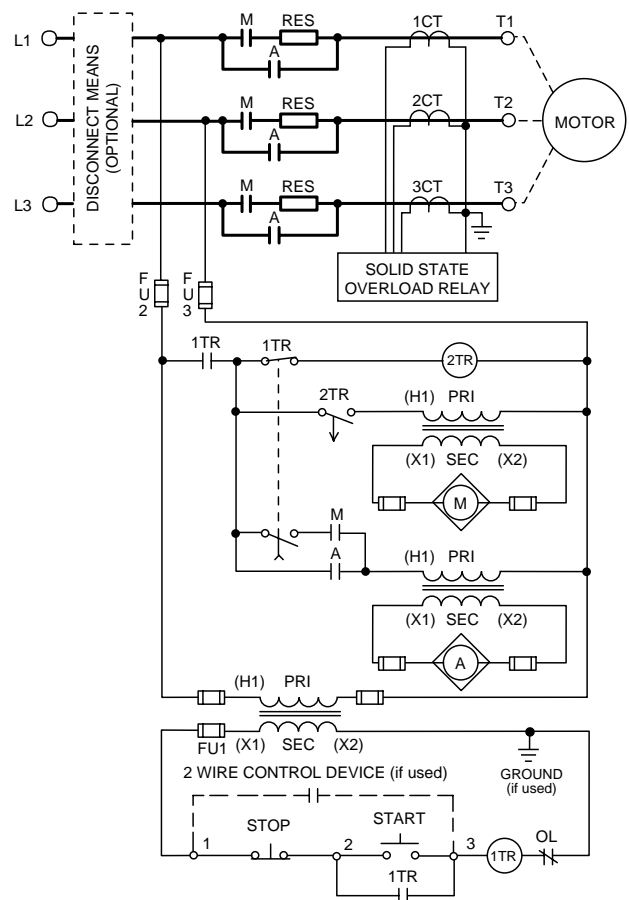 M RES 1CT T1
L1
A
DISCONNECT MEANS
(OPTIONAL)
M RES 2CT T2
L2
A
MOTOR
M RES 3CT T3
L3
A
SOLID STATE
OVERLOAD RELAY
FU2
FU3
1TR 1TR 2TR
2TR (H1) PRI
(X1) SEC (X2)
M
M
A (H1) PRI
(X1) SEC (X2)
A
(H1) PRI
FU1 (X1) SEC (X2)
GROUND
(if used)
2 WIRE CONTROL DEVICE (if used)
1 STOP 2 START 3 1TR OL
1TR